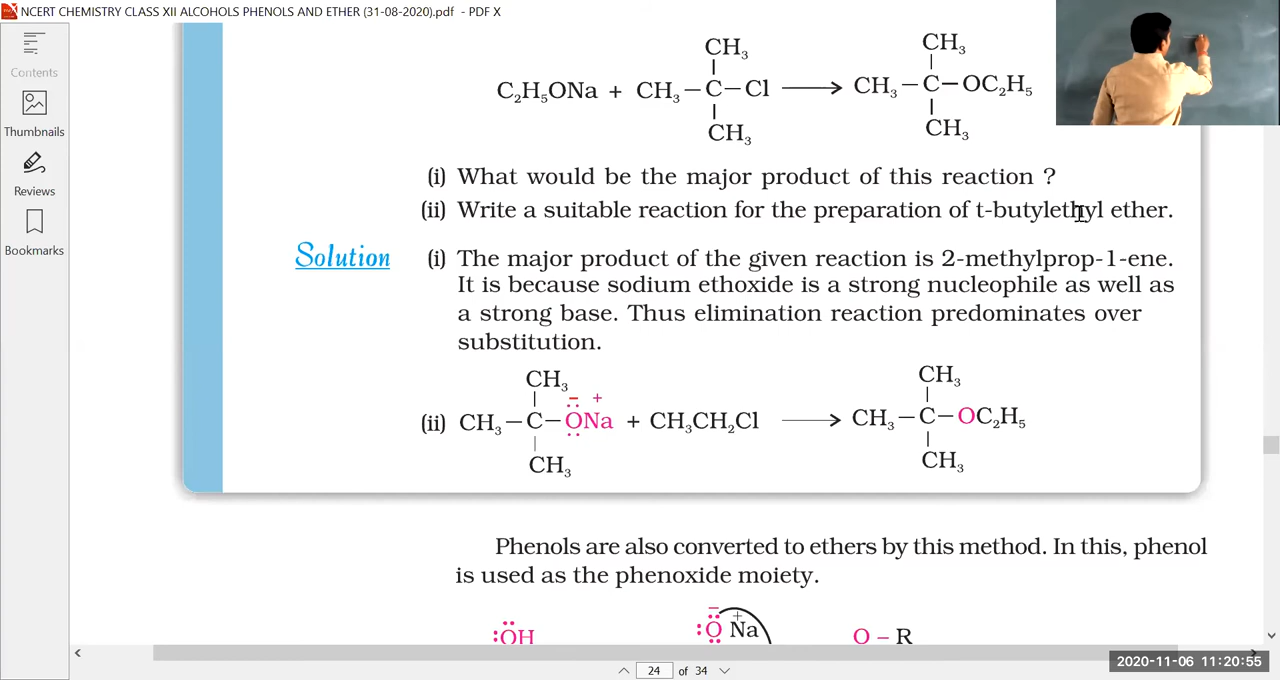 NCERT CHEMISTRY CLASS XII ALCOHOLS PHENOLS AND ETHER (31-08-2020).pdf - PDF X
Contents
Thumbnails
Reviews
Bookmarks
CH₃ CH₃
C₂H₅ONa + CH₃ – C – Cl ⟶ CH₃ – C – OC₂H₅
CH₃ CH₃
(i) What would be the major product of this reaction ?
(ii) Write a suitable reaction for the preparation of t-butylethyl ether.
Solution (i) The major product of the given reaction is 2-methylprop-1-ene.
It is because sodium ethoxide is a strong nucleophile as well as
a strong base. Thus elimination reaction predominates over
substitution.
CH₃ CH₃
(ii) CH₃ – C – ONa + CH₃CH₂Cl ⟶ CH₃ – C – OC₂H₅
CH₃ CH₃
Phenols are also converted to ethers by this method. In this, phenol
is used as the phenoxide moiety.
:ÖH :O Na O – R
24 of 34
2020-11-06 11:20:55